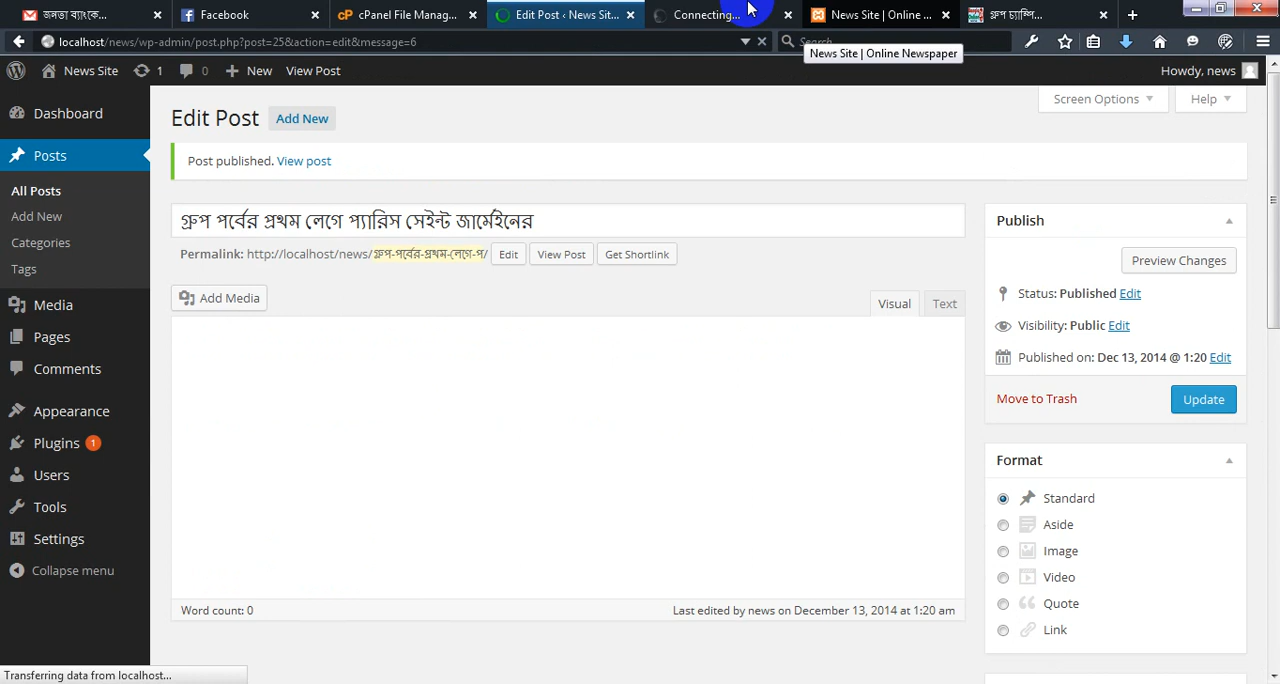 জনতা ব্যাংকে...
Facebook
cPanel File Manag...
Edit Post ‹ News Sit...
Connecting...
News Site | Online ...
গ্রুপ চ্যাম্পি...
localhost/news/wp-admin/post.php?post=25&action=edit&message=6
Search
News Site | Online Newspaper
News Site
1
0
New
View Post
Howdy, news
Dashboard
Posts
All Posts
Add New
Categories
Tags
Media
Pages
Comments
Appearance
Plugins 1
Users
Tools
Settings
Collapse menu
Screen Options
Help
Edit Post
Add New
Post published. View post
গ্রুপ পর্বের প্রথম লেগে প্যারিস সেইন্ট জার্মেইনের
Permalink: http://localhost/news/গ্রুপ-পর্বের-প্রথম-লেগে-প/
Edit
View Post
Get Shortlink
Add Media
Visual
Text
Word count: 0
Last edited by news on December 13, 2014 at 1:20 am
Publish
Preview Changes
Status: Published Edit
Visibility: Public Edit
Published on: Dec 13, 2014 @ 1:20 Edit
Move to Trash
Update
Format
Standard
Aside
Image
Video
Quote
Link
Transferring data from localhost...